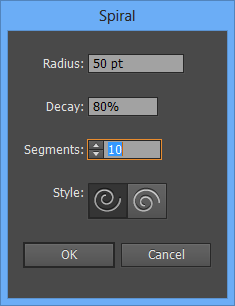 Spiral
Radius: 50 pt
Decay: 80%
Segments: 10
Style:
OK Cancel